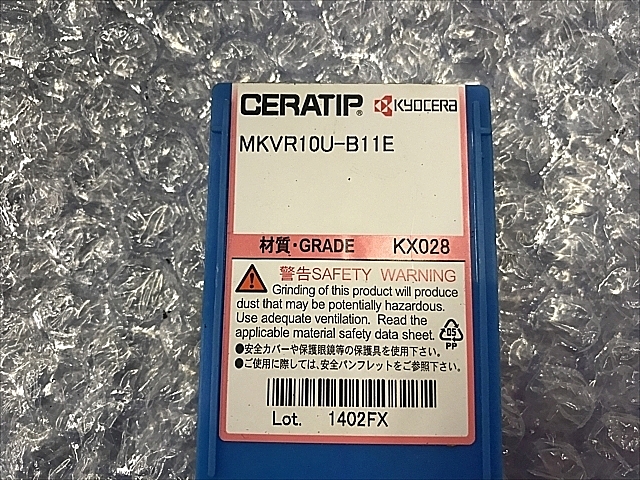 CERATIP® KYOCERA
MKVR10U-B11E
材質・GRADE KX028
警告SAFETY WARNING
Grinding of this product will produce
dust that may be potentially hazardous.
Use adequate ventilation. Read the
applicable material safety data sheet.
05
PP
●安全カバーや保護眼鏡等の保護具を使用下さい。
●ご使用に際しては、安全パンフレットをご参照下さい。
Lot. 1402FX